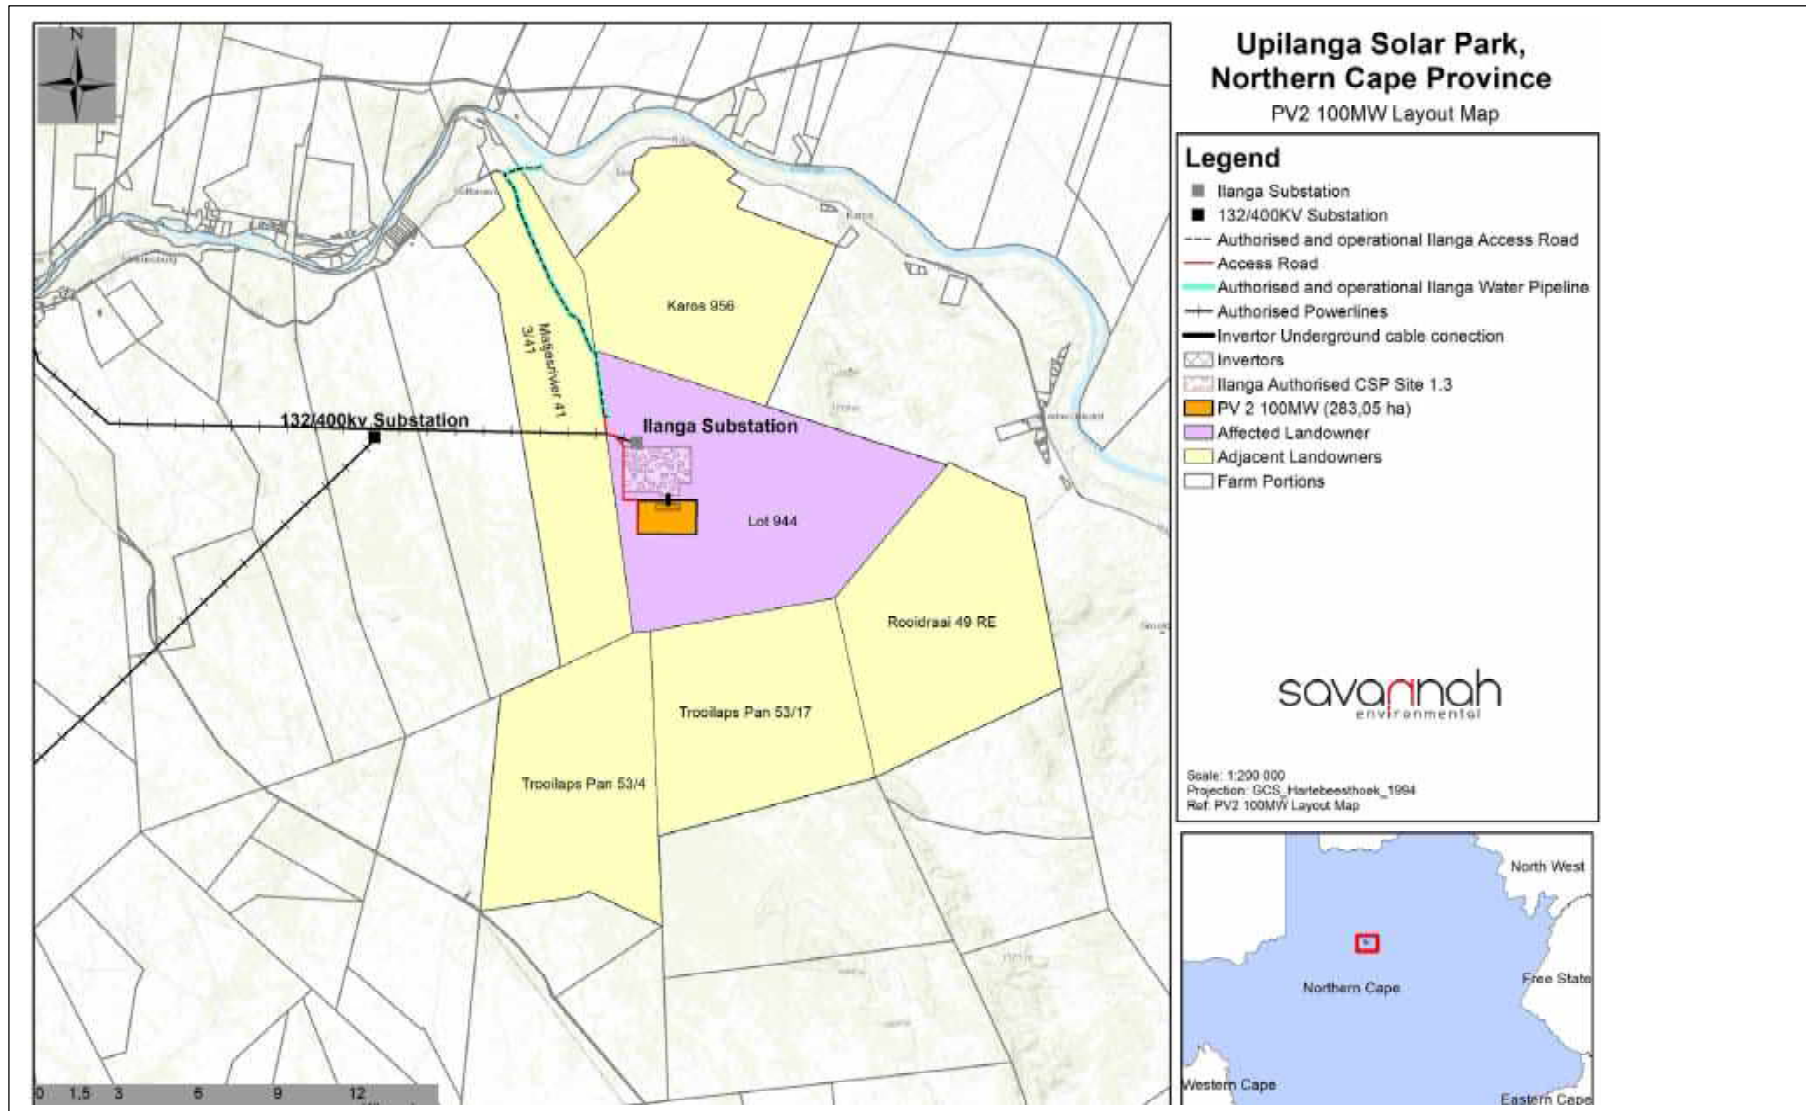 N
Upilanga Solar Park,
Northern Cape Province
PV2 100MW Layout Map
Legend
Ilanga Substation
132/400KV Substation
Authorised and operational Ilanga Access Road
Access Road
Authorised and operational Ilanga Water Pipeline
Authorised Powerlines
Invertor Underground cable conection
Invertors
Ilanga Authorised CSP Site 1.3
PV 2 100MW (283,05 ha)
Affected Landowner
Adjacent Landowners
Farm Portions
savannah
environmental
Scale: 1:200 000
Projection: GCS_Hartebeesthoek_1994
Ref: PV2 100MW Layout Map
Karos
Karos 956
Matjesrivier 41
3/41
132/400kv Substation
Ilanga Substation
Lot 944
Rooidraai 49 RE
Trooilaps Pan 53/17
Trooilaps Pan 53/4
0 1,5 3 6 9 12
North West
Free State
Northern Cape
Western Cape
Eastern Cape